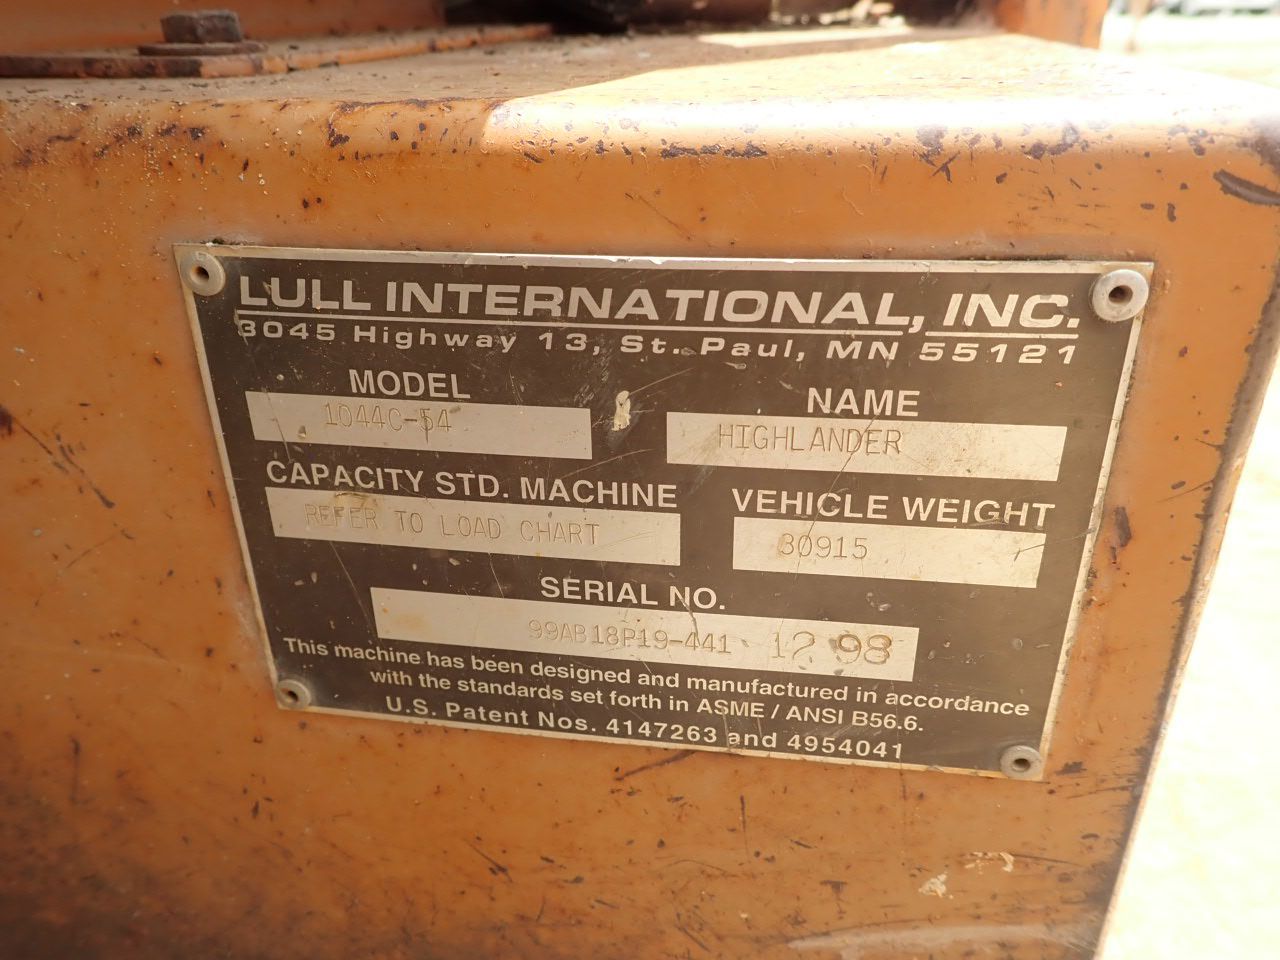 LULL INTERNATIONAL, INC.
3045 Highway 13, St. Paul, MN 55121
MODEL
1044C-54
NAME
HIGHLANDER
CAPACITY STD. MACHINE
REFER TO LOAD CHART
VEHICLE WEIGHT
30915
SERIAL NO.
99AB18P19-441 12 98
This machine has been designed and manufactured in accordance
with the standards set forth in ASME / ANSI B56.6.
U.S. Patent Nos. 4147263 and 4954041